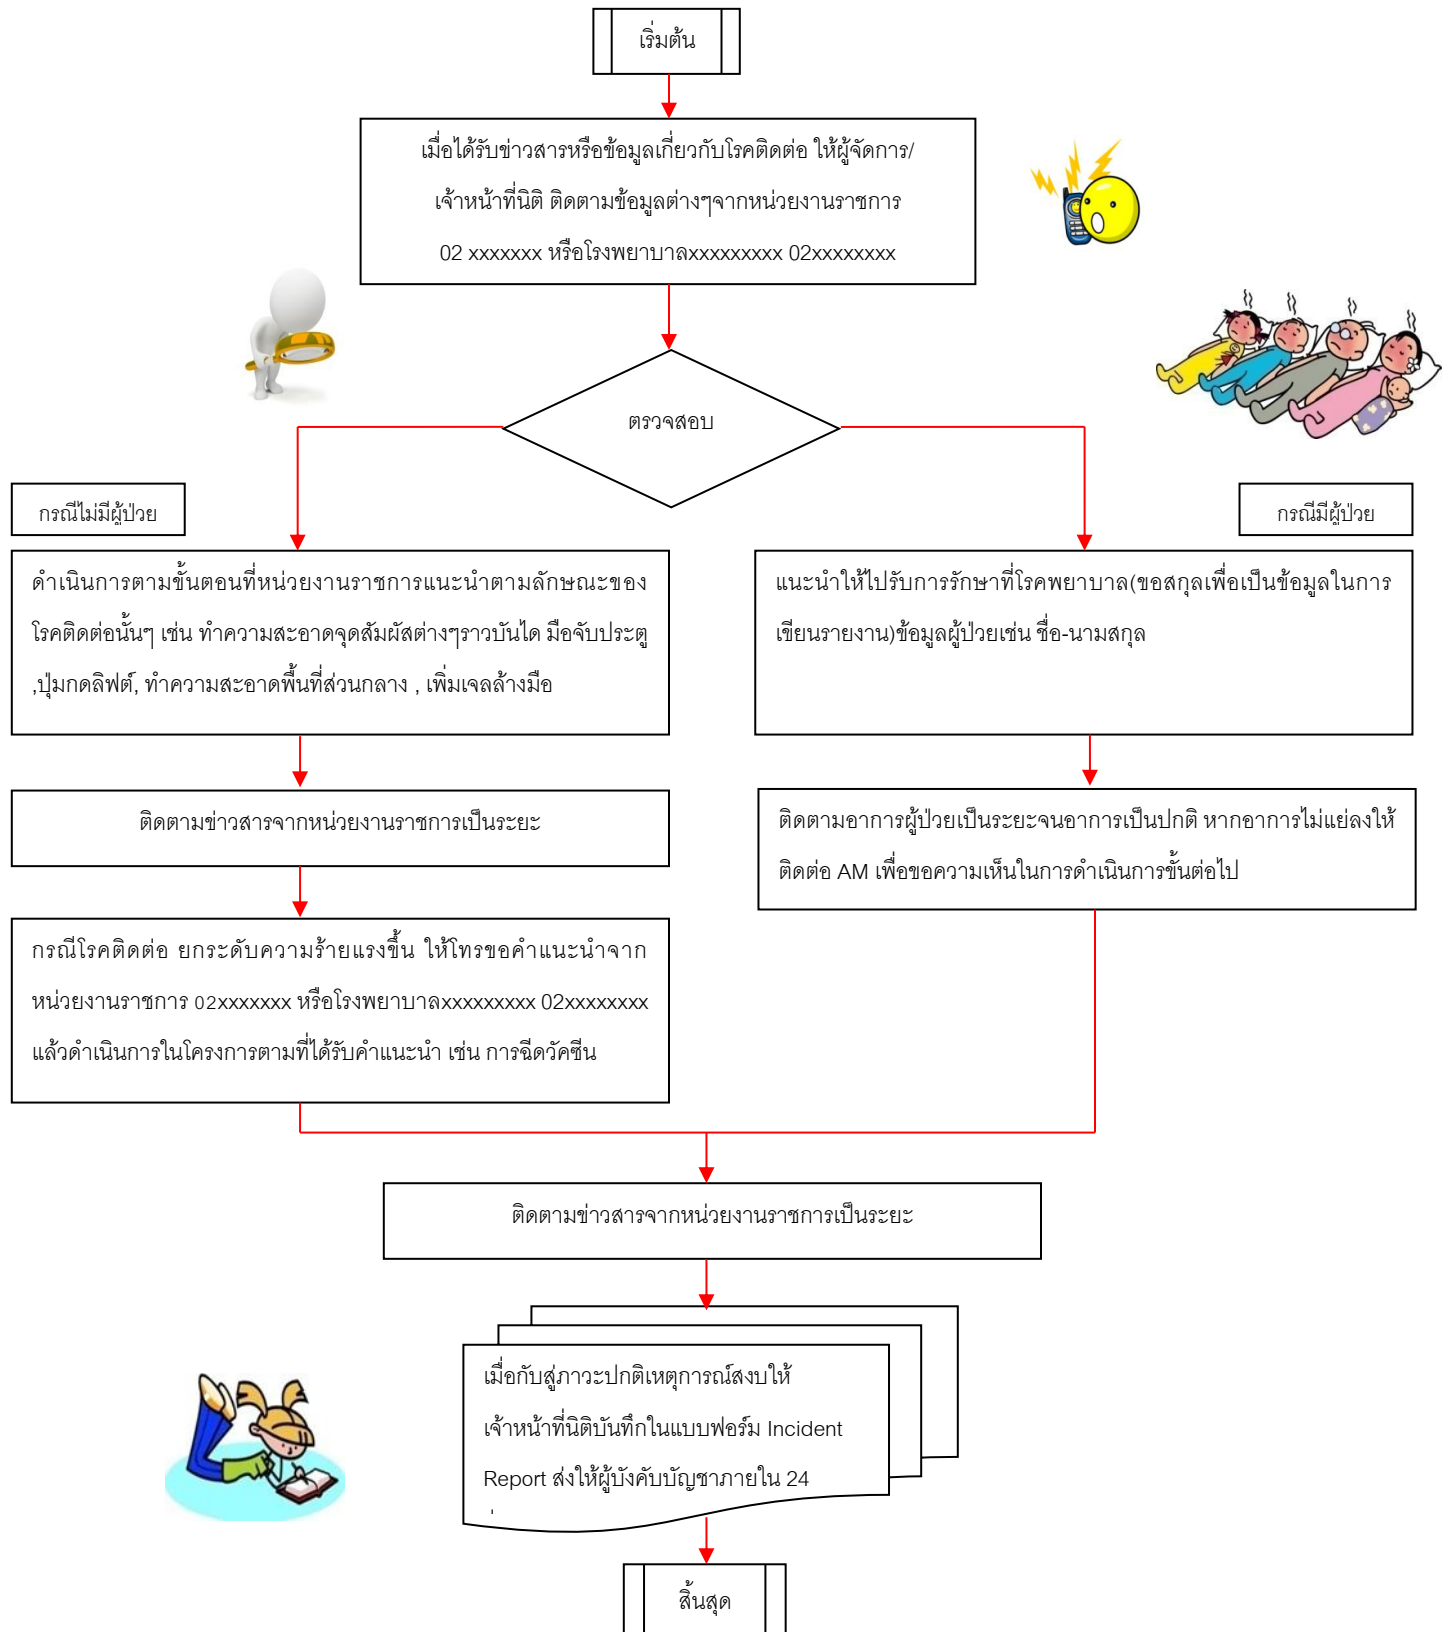 เริ่มต้น
เมื่อได้รับข่าวสารหรือข้อมูลเกี่ยวกับโรคติดต่อ ให้ผู้จัดการ/
เจ้าหน้าที่นิติ ติดตามข้อมูลต่างๆจากหน่วยงานราชการ
02 xxxxxxx หรือโรงพยาบาลxxxxxxxxx 02xxxxxxxx
ตรวจสอบ
กรณีไม่มีผู้ป่วย
กรณีมีผู้ป่วย
ดำเนินการตามขั้นตอนที่หน่วยงานราชการแนะนำตามลักษณะของ
โรคติดต่อนั้นๆ เช่น ทำความสะอาดจุดสัมผัสต่างๆราวบันได มือจับประตู
,ปุ่มกดลิฟต์, ทำความสะอาดพื้นที่ส่วนกลาง , เพิ่มเจลล้างมือ
แนะนำให้ไปรับการรักษาที่โรคพยาบาล(ขอสกุลเพื่อเป็นข้อมูลในการ
เขียนรายงาน)ข้อมูลผู้ป่วยเช่น ชื่อ-นามสกุล
ติดตามข่าวสารจากหน่วยงานราชการเป็นระยะ
ติดตามอาการผู้ป่วยเป็นระยะจนอาการเป็นปกติ หากอาการไม่แย่ลงให้
ติดต่อ AM เพื่อขอความเห็นในการดำเนินการขั้นต่อไป
กรณีโรคติดต่อ ยกระดับความร้ายแรงขึ้น ให้โทรขอคำแนะนำจาก
หน่วยงานราชการ 02xxxxxxx หรือโรงพยาบาลxxxxxxxxx 02xxxxxxxx
แล้วดำเนินการในโครงการตามที่ได้รับคำแนะนำ เช่น การฉีดวัคซีน
ติดตามข่าวสารจากหน่วยงานราชการเป็นระยะ
เมื่อกับสู่ภาวะปกติเหตุการณ์สงบให้
เจ้าหน้าที่นิติบันทึกในแบบฟอร์ม Incident
Report ส่งให้ผู้บังคับบัญชาภายใน 24
สิ้นสุด